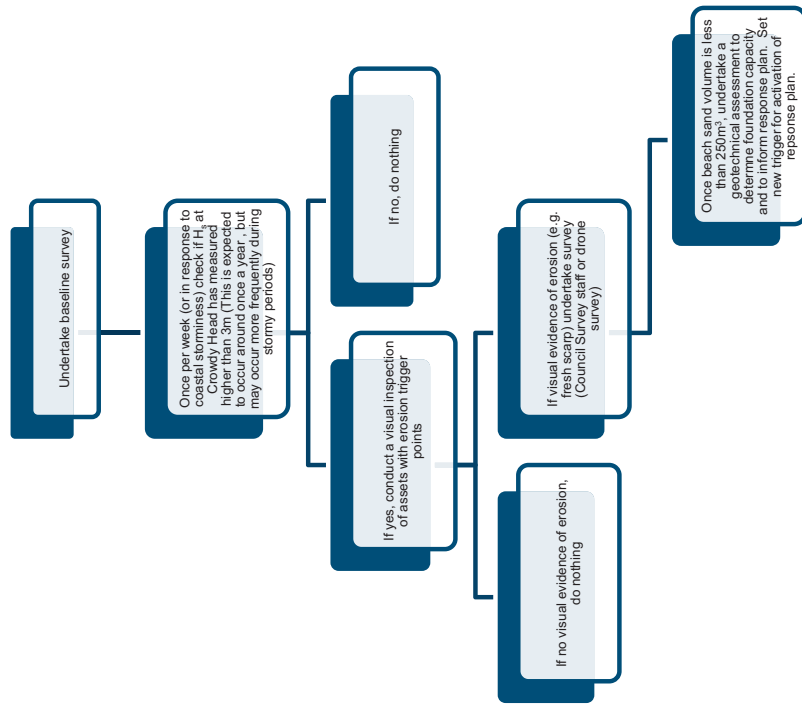 Undertake baseline survey
Once per week (or in response to
coastal storminess) check if Hs at
Crowdy Head has measured
higher than 3m (This is expected
to occur around once a year , but
may occur more frequently during
stormy periods)
If yes, conduct a visual inspection
of assets with erosion trigger
points
If no, do nothing
If no visual evidence of erosion,
do nothing
If visual evidence of erosion (e.g.
fresh scarp) undertake survey
(Council Survey staff or drone
survey)
Once beach sand volume is less
than 250m³, undertake a
geotechnical assessment to
determne foundation capacity
and to inform response plan. Set
new trigger for activation of
repsonse plan.